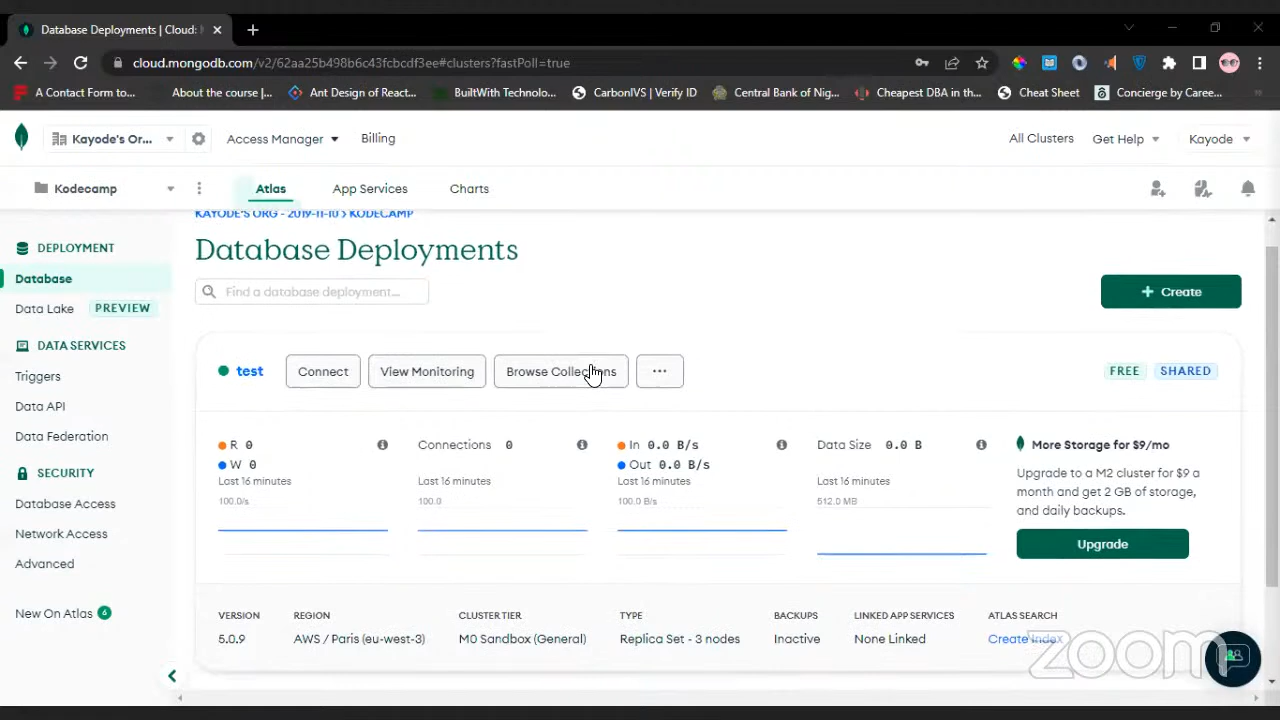 Database Deployments | Cloud:
cloud.mongodb.com/v2/62aa25b498b6c43fcbcdf3ee#clusters?fastPoll=true
A Contact Form to...
About the course |...
Ant Design of React...
BuiltWith Technolo...
CarbonIVS | Verify ID
Central Bank of Nig...
Cheapest DBA in th...
Cheat Sheet
Concierge by Caree...
Kayode's Or...
Access Manager
Billing
All Clusters
Get Help
Kayode
Kodecamp
Atlas
App Services
Charts
KAYODE'S ORG - 2019-11-10 > KODECAMP
Database Deployments
DEPLOYMENT
Database
Data Lake PREVIEW
DATA SERVICES
Triggers
Data API
Data Federation
SECURITY
Database Access
Network Access
Advanced
New On Atlas 6
Find a database deployment...
+ Create
test
Connect
View Monitoring
Browse Collections
...
FREE
SHARED
R 0
W 0
Last 16 minutes
100.0/s
Connections 0
Last 16 minutes
100.0
In 0.0 B/s
Out 0.0 B/s
Last 16 minutes
100.0 B/s
Data Size 0.0 B
Last 16 minutes
512.0 MB
More Storage for $9/mo
Upgrade to a M2 cluster for $9 a
month and get 2 GB of storage,
and daily backups.
Upgrade
VERSION
5.0.9
REGION
AWS / Paris (eu-west-3)
CLUSTER TIER
M0 Sandbox (General)
TYPE
Replica Set - 3 nodes
BACKUPS
Inactive
LINKED APP SERVICES
None Linked
ATLAS SEARCH
Create Index
zoom